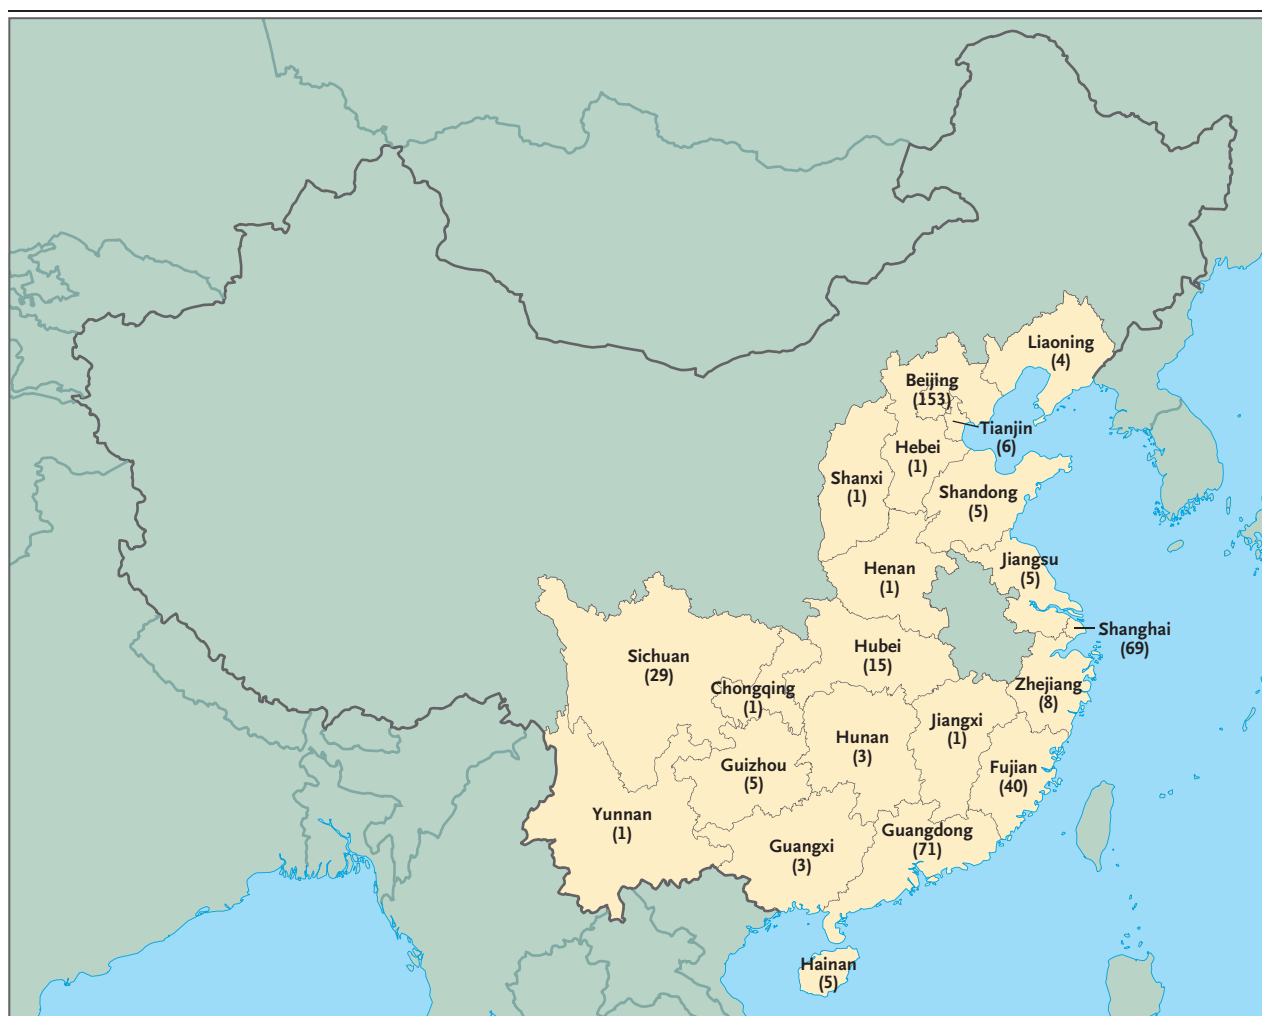 Liaoning
(4)
Beijing
(153)
Tianjin
(6)
Hebei
(1)
Shanxi
(1)
Shandong
(5)
Jiangsu
(5)
Henan
(1)
Shanghai
(69)
Hubei
(15)
Sichuan
(29)
Chongqing
(1)
Zhejiang
(8)
Jiangxi
(1)
Hunan
(3)
Guizhou
(5)
Fujian
(40)
Yunnan
(1)
Guangdong
(71)
Guangxi
(3)
Hainan
(5)